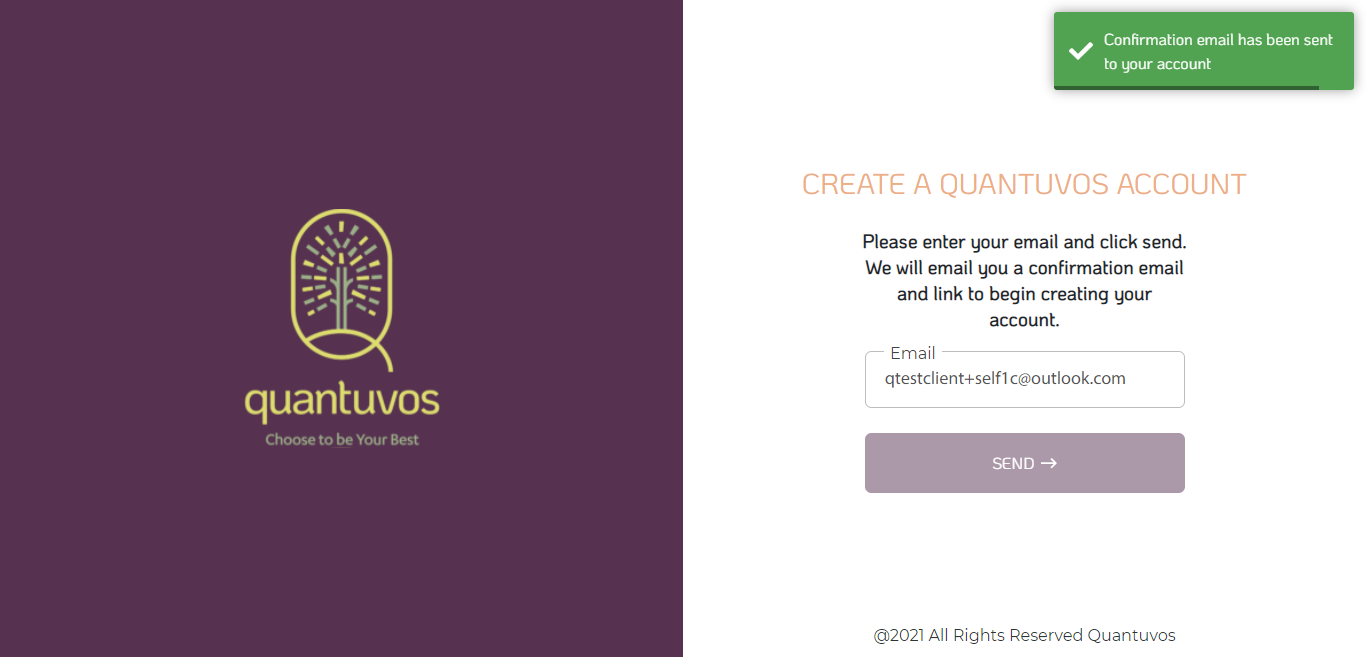 Confirmation email has been sent
to your account
CREATE A QUANTUVOS ACCOUNT
Please enter your email and click send.
We will email you a confirmation email
and link to begin creating your
account.
Email
qtestclient+self1c@outlook.com
SEND →
quantuvos
Choose to be Your Best
@2021 All Rights Reserved Quantuvos